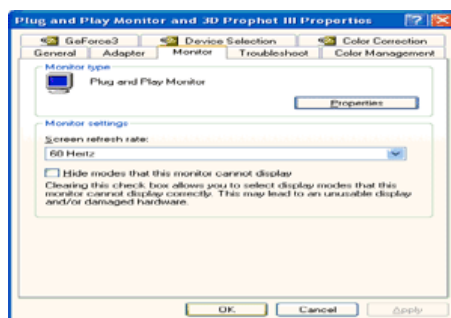 Plug and Play Monitor and 3D Prophet III Properties
GeForce3 Device Selection Color Correction
General Adapter Monitor Troubleshoot Color Management
Monitor type
Plug and Play Monitor
Properties
Monitor settings
Screen refresh rate:
60 Hertz
Hide modes that this monitor cannot display
Clearing this check box allows you to select display modes that this
monitor cannot display correctly. This may lead to an unusable display
and/or damaged hardware.
OK Cancel Apply